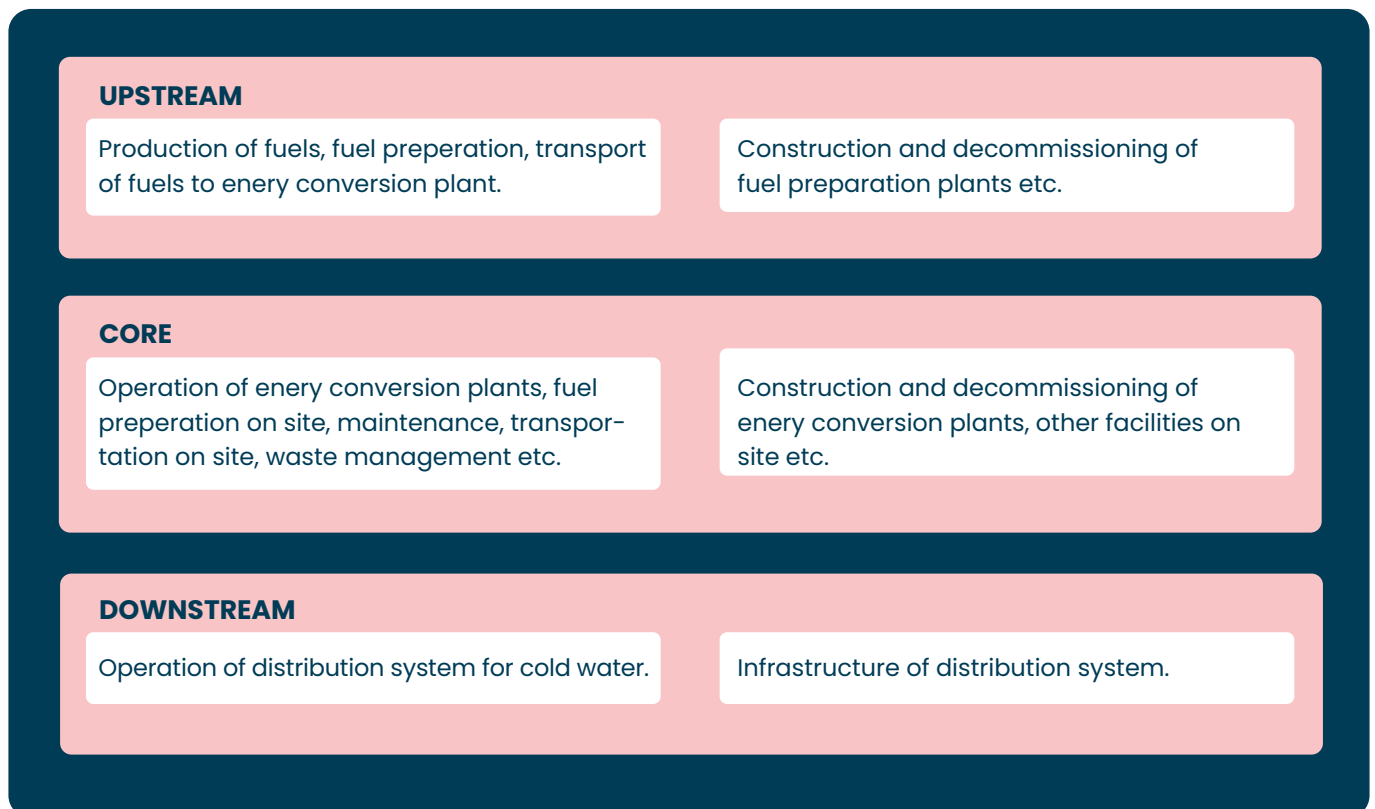 UPSTREAM
Production of fuels, fuel preperation, transport
of fuels to enery conversion plant.
Construction and decommissioning of
fuel preparation plants etc.
CORE
Operation of enery conversion plants, fuel
preperation on site, maintenance, transpor-
tation on site, waste management etc.
Construction and decommissioning of
enery conversion plants, other facilities on
site etc.
DOWNSTREAM
Operation of distribution system for cold water.
Infrastructure of distribution system.